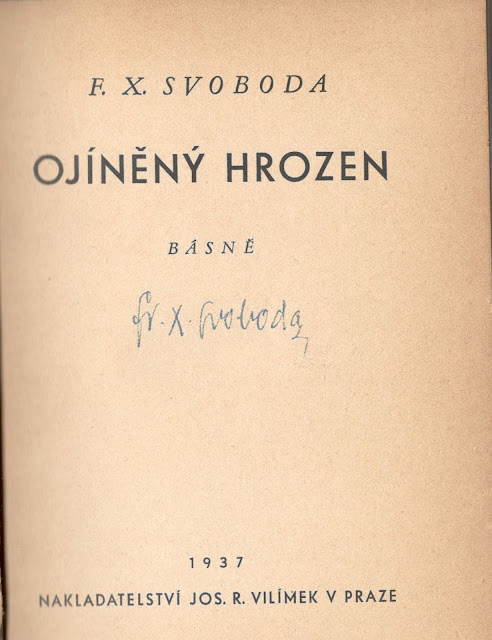 F. X. SVOBODA
OJÍNĚNÝ HROZEN
BÁSNĚ
Fr. X. Svoboda
1937
NAKLADATELSTVÍ JOS. R. VILÍMEK V PRAZE